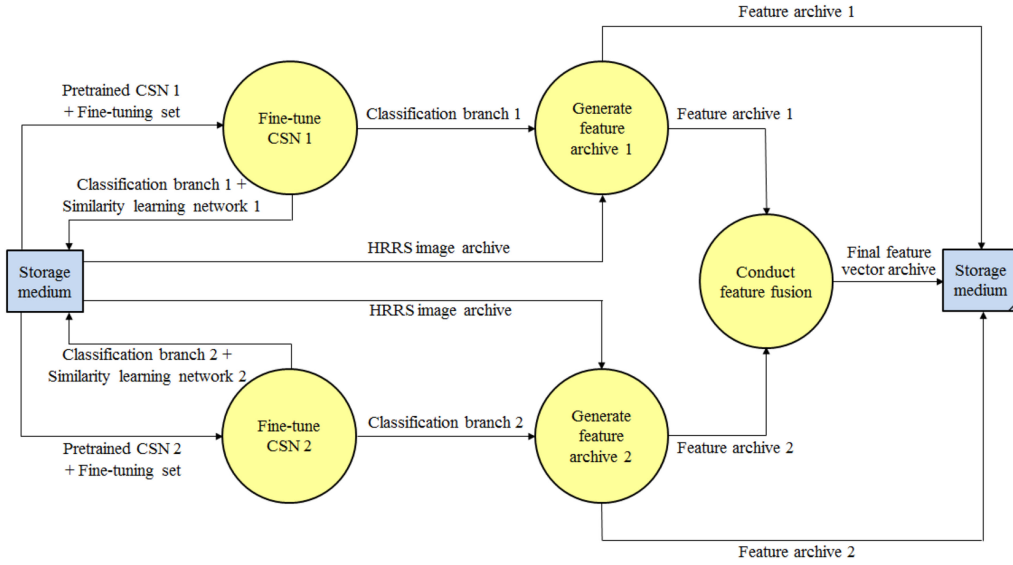 Feature archive 1
Pretrained CSN 1
+ Fine-tuning set
Fine-tune
CSN 1
Classification branch 1
Generate
feature
archive 1
Feature archive 1
Classification branch 1 +
Similarity learning network 1
HRRS image archive
Storage
medium
Conduct
feature fusion
Final feature
vector archive
Storage
medium
HRRS image archive
Classification branch 2 +
Similarity learning network 2
Fine-tune
CSN 2
Classification branch 2
Generate
feature
archive 2
Feature archive 2
Pretrained CSN 2
+ Fine-tuning set
Feature archive 2